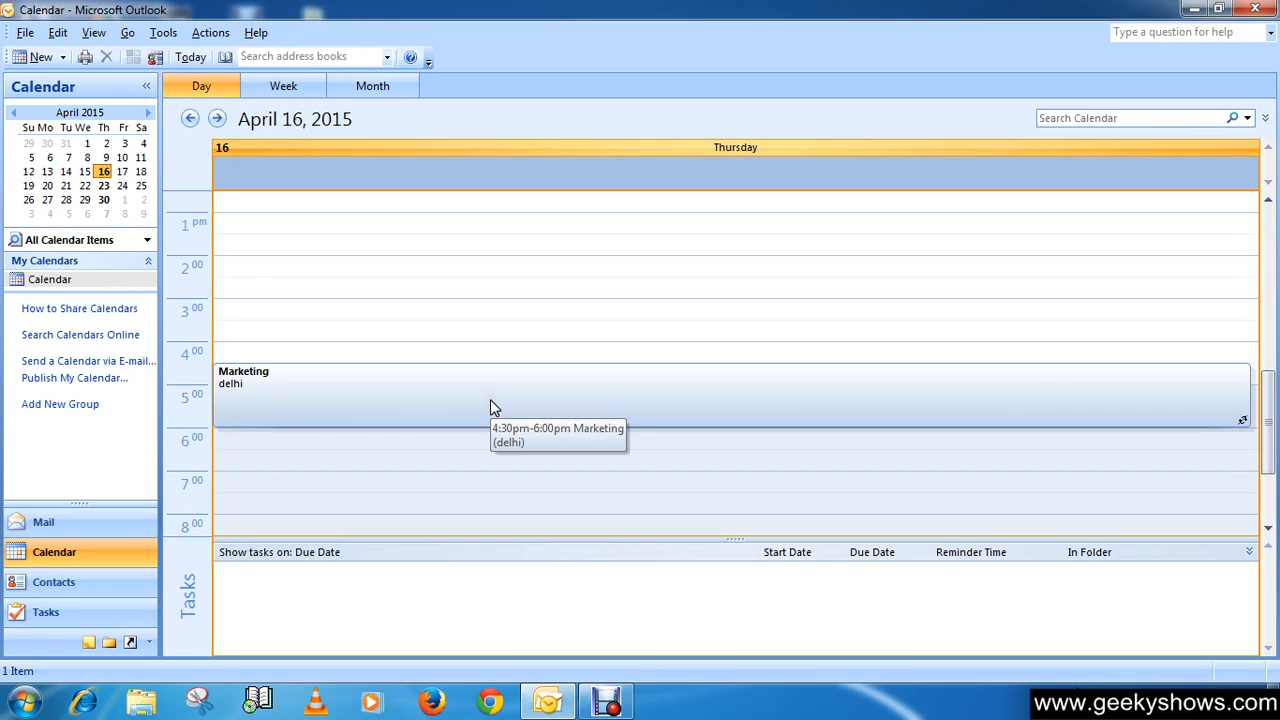 Calendar - Microsoft Outlook
File Edit View Go Tools Actions Help
Type a question for help
New Today Search address books
Calendar
Day Week Month
April 2015
Su Mo Tu We Th Fr Sa
29 30 31 1 2 3 4
5 6 7 8 9 10 11
12 13 14 15 16 17 18
19 20 21 22 23 24 25
26 27 28 29 30 1 2
3 4 5 6 7 8 9
April 16, 2015
Search Calendar
16 Thursday
All Calendar Items
My Calendars
Calendar
How to Share Calendars
Search Calendars Online
Send a Calendar via E-mail...
Publish My Calendar...
Add New Group
1 pm
2 00
3 00
4 00
Marketing
delhi
5 00
4:30pm-6:00pm Marketing
(delhi)
6 00
7 00
8 00
Mail
Calendar
Contacts
Tasks
Tasks
Show tasks on: Due Date Start Date Due Date Reminder Time In Folder
1 Item
www.geekyshows.com